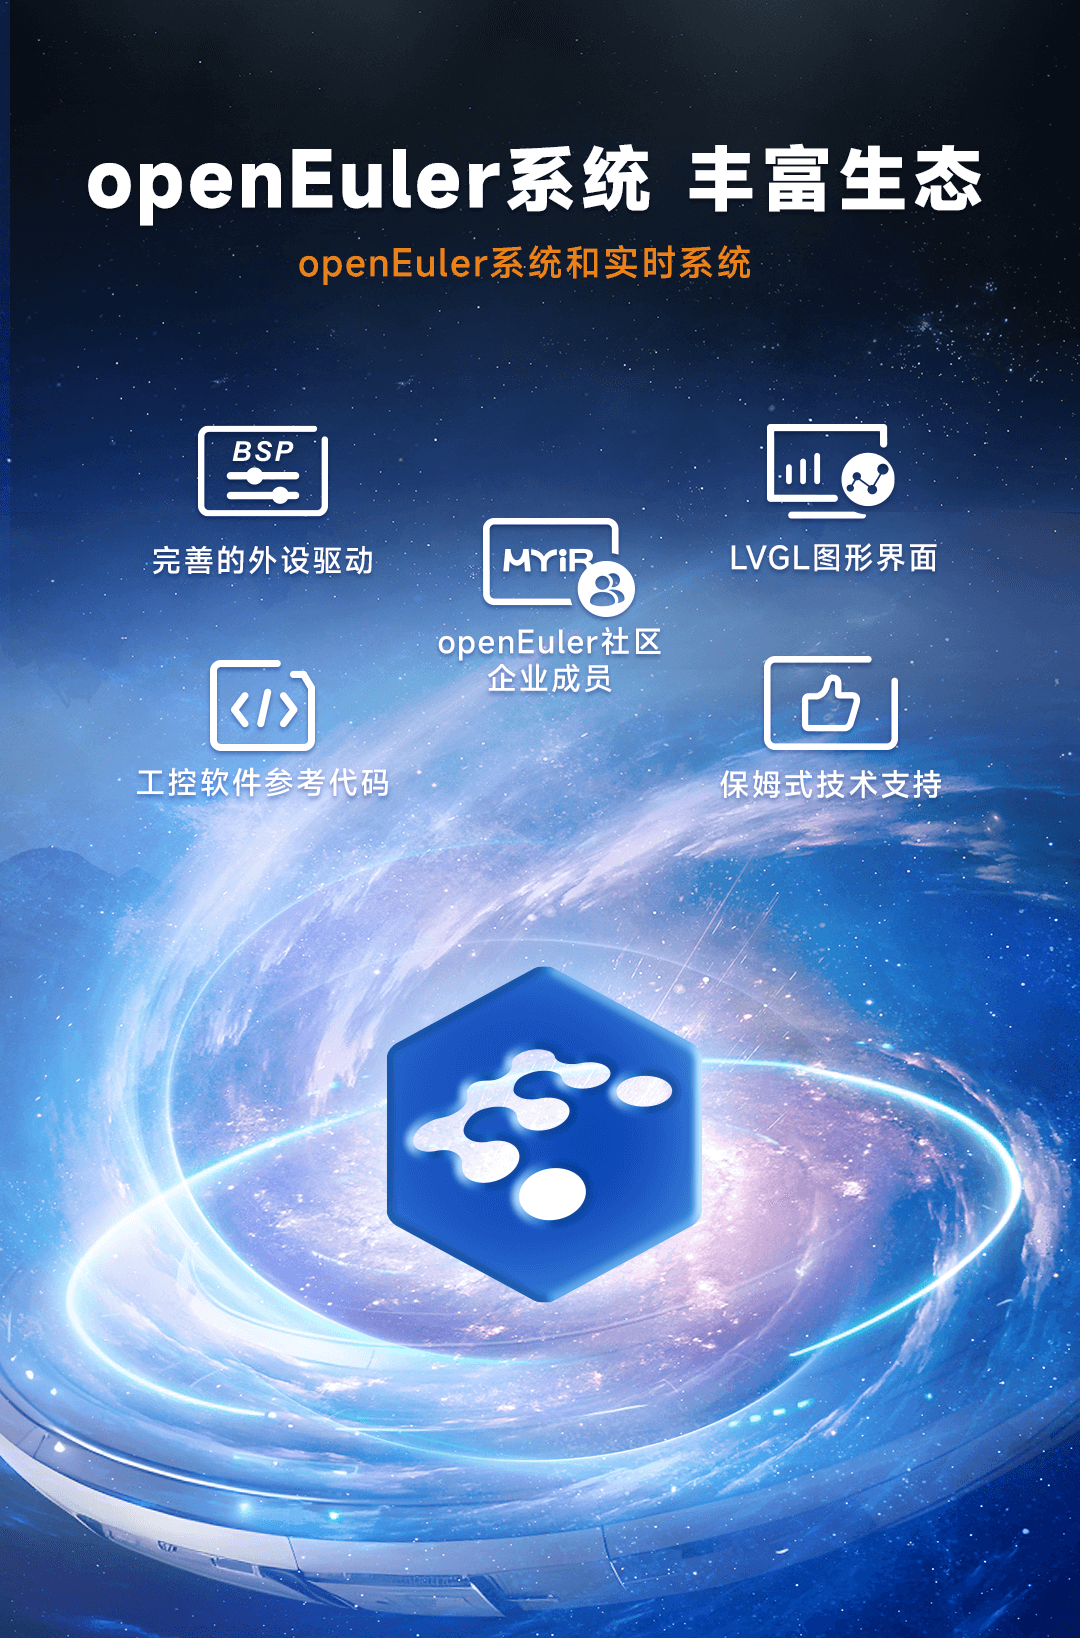 openEuler系统 丰富生态
openEuler系统和实时系统
BSP
完善的外设驱动
LVGL图形界面
MYiR
openEuler社区
企业成员
</>
工控软件参考代码
保姆式技术支持